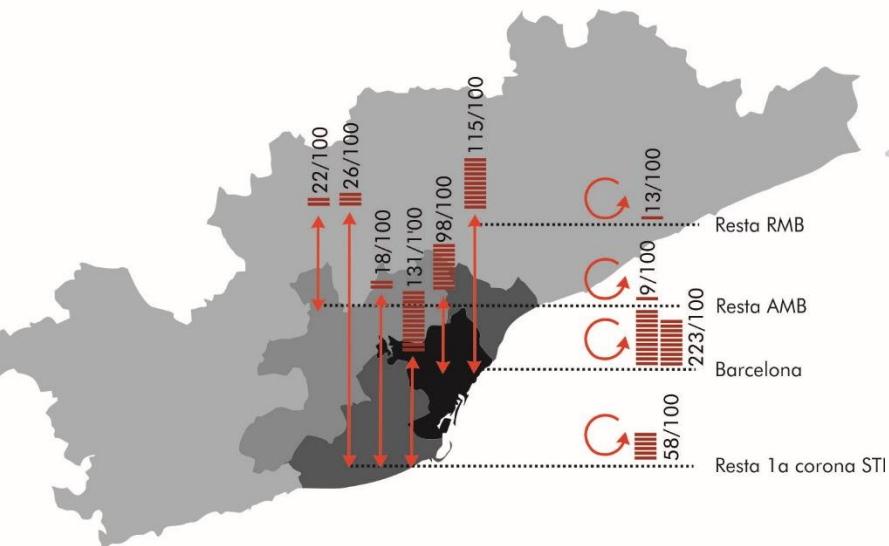 22/100
26/100
18/100
131/1'00
98/100
115/100
13/100
Resta RMB
9/100
Resta AMB
223/100
Barcelona
58/100
Resta 1a corona STI